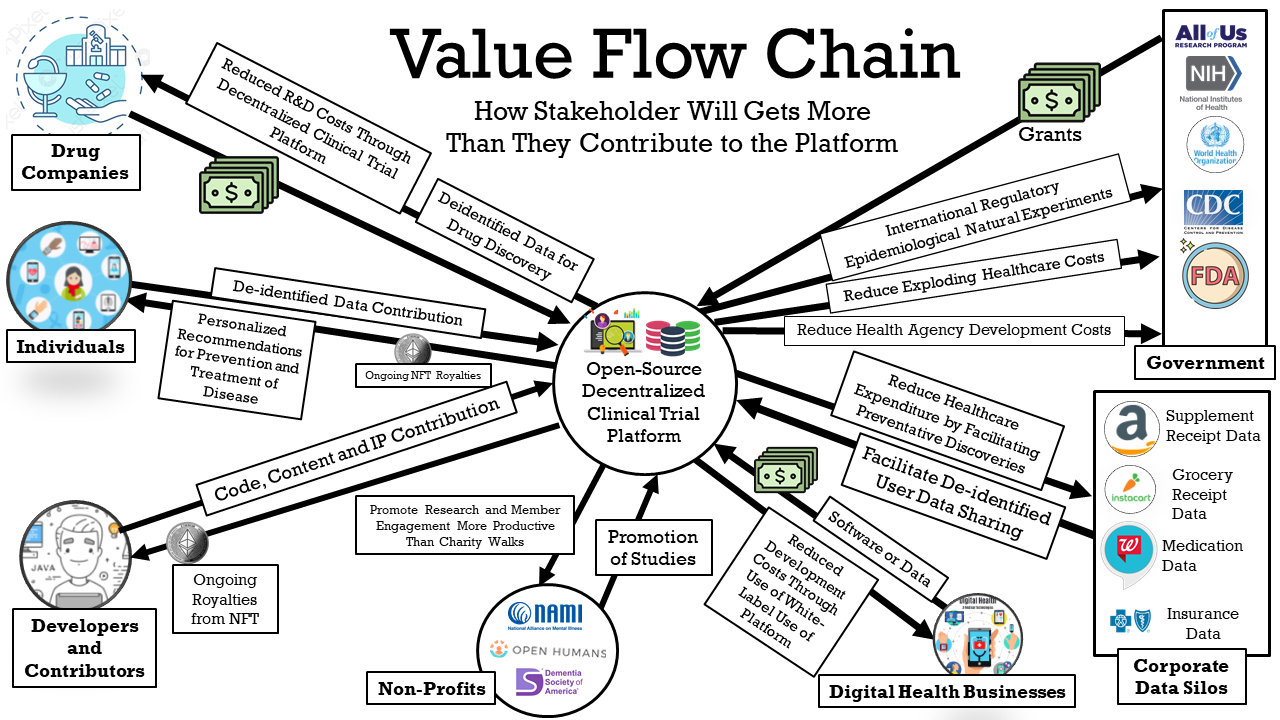 Value Flow Chain
How Stakeholder Will Gets More
Than They Contribute to the Platform
Drug
Companies
Reduced R&D Costs Through
Decentralized Clinical Trial
Platform
Deidentified Data for
Drug Discovery
Individuals
De-identified Data Contribution
Personalized
Recommendations
for Prevention and
Treatment of
Disease
Ongoing NFT Royalties
Code, Content and IP Contribution
JAVA
Developers
and
Contributors
Ongoing
Royalties
from NFT
Open-Source
Decentralized
Clinical Trial
Platform
Promote Research and Member
Engagement More Productive
Than Charity Walks
Promotion
of Studies
NAMI
National Alliance on Mental Illness
OPEN HUMANS
Dementia
Society of
America
Non-Profits
$
Software or Data
Reduced
Development
Costs Through
Use of White-
Label Use of
Platform
Digital Health
Digital Health Businesses
Grants
International Regulatory
Epidemiological Natural Experiments
Reduce Exploding Healthcare Costs
Reduce Health Agency Development Costs
All of Us
RESEARCH PROGRAM
NIH
National Institutes
of Health
World Health
Organization
CDC
CENTERS FOR DISEASE
CONTROL AND PREVENTION
FDA
Government
Reduce Healthcare
Expenditure by Facilitating
Preventative Discoveries
Facilitate De-identified
User Data Sharing
a
Supplement
Receipt Data
instacart
Grocery
Receipt
Data
W
Medication
Data
Insurance
Data
Corporate
Data Silos